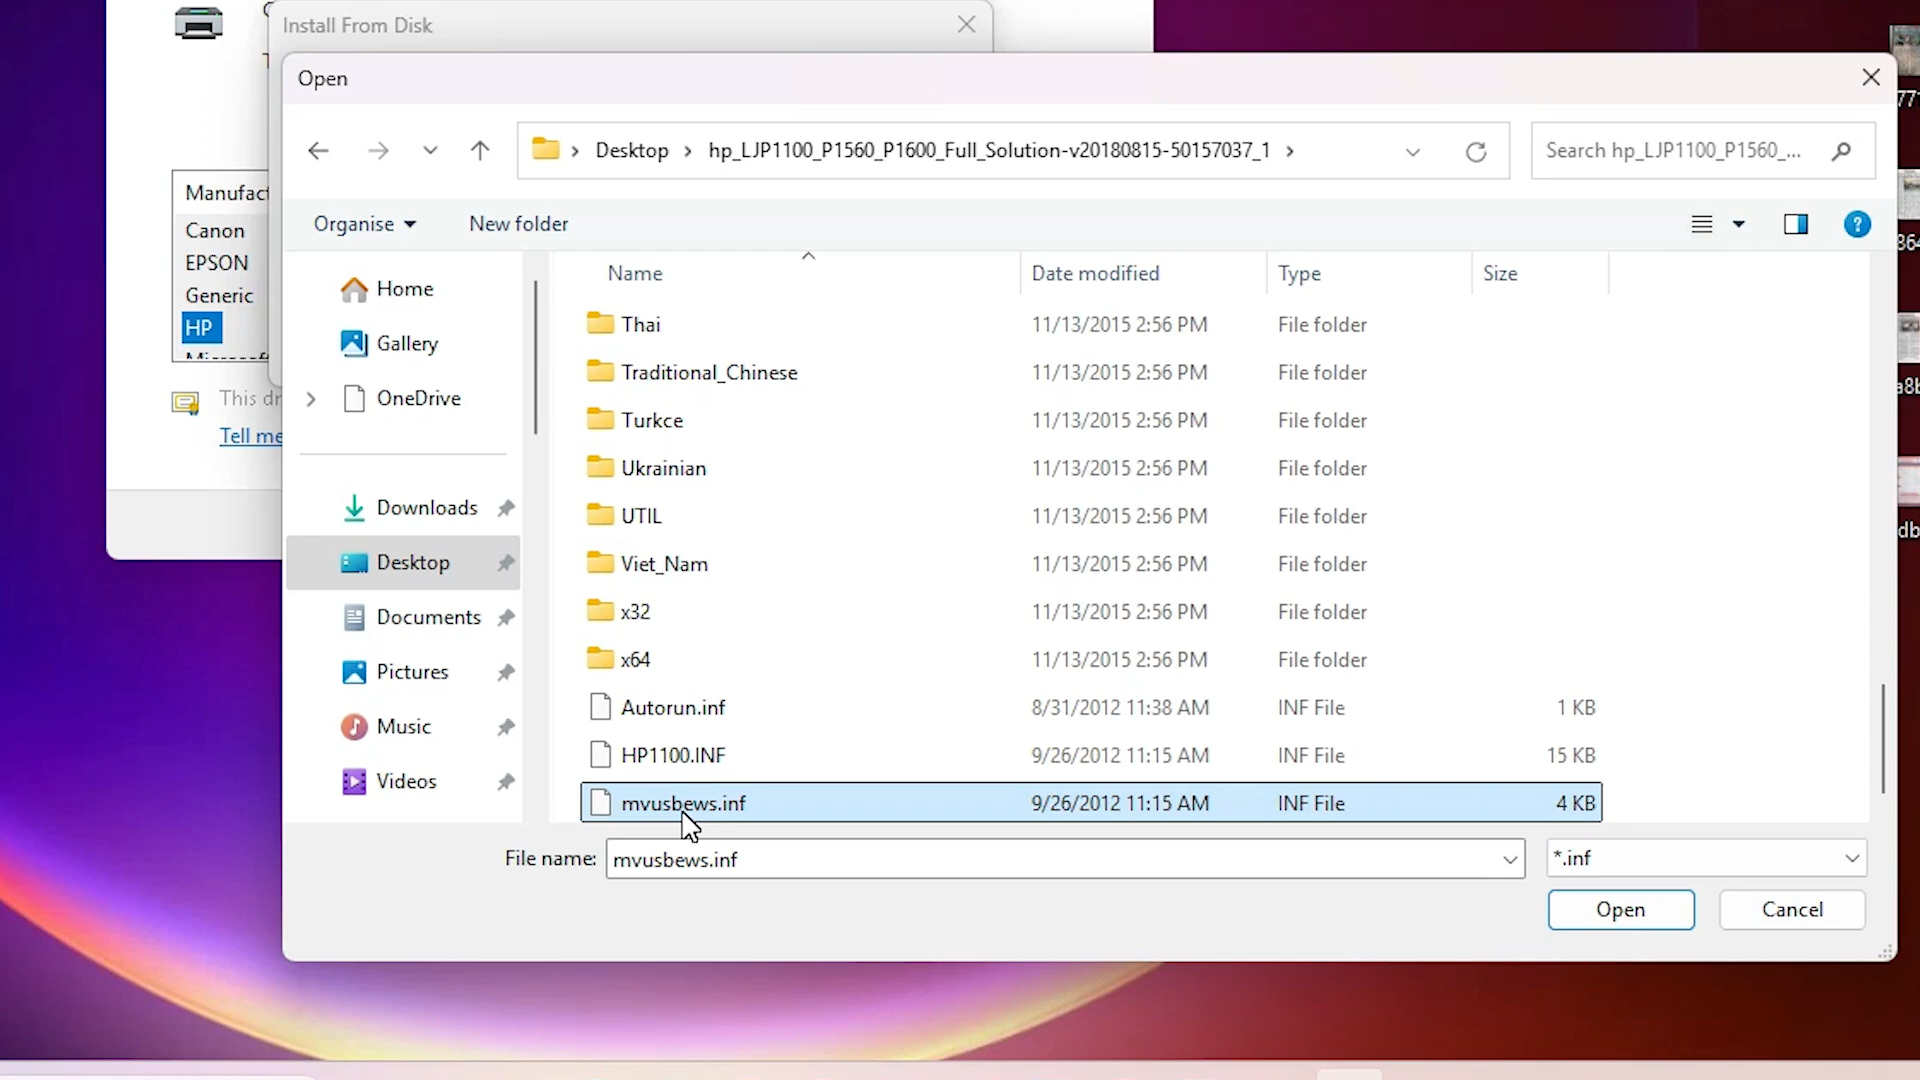 Install From Disk
Open
Desktop hp_LJP1100_P1560_P1600_Full_Solution-v20180815-50157037_1
Search hp_LJP1100_P1560_...
Organise
New folder
Manufact
Canon
EPSON
Generic
HP
Microsoft
This dr
Tell me
Home
Gallery
OneDrive
Downloads
Desktop
Documents
Pictures
Music
Videos
Name Date modified Type Size
Thai 11/13/2015 2:56 PM File folder
Traditional_Chinese 11/13/2015 2:56 PM File folder
Turkce 11/13/2015 2:56 PM File folder
Ukrainian 11/13/2015 2:56 PM File folder
UTIL 11/13/2015 2:56 PM File folder
Viet_Nam 11/13/2015 2:56 PM File folder
x32 11/13/2015 2:56 PM File folder
x64 11/13/2015 2:56 PM File folder
Autorun.inf 8/31/2012 11:38 AM INF File 1 KB
HP1100.INF 9/26/2012 11:15 AM INF File 15 KB
mvusbews.inf 9/26/2012 11:15 AM INF File 4 KB
File name: mvusbews.inf
*.inf
Open
Cancel
771
864
a8b
db